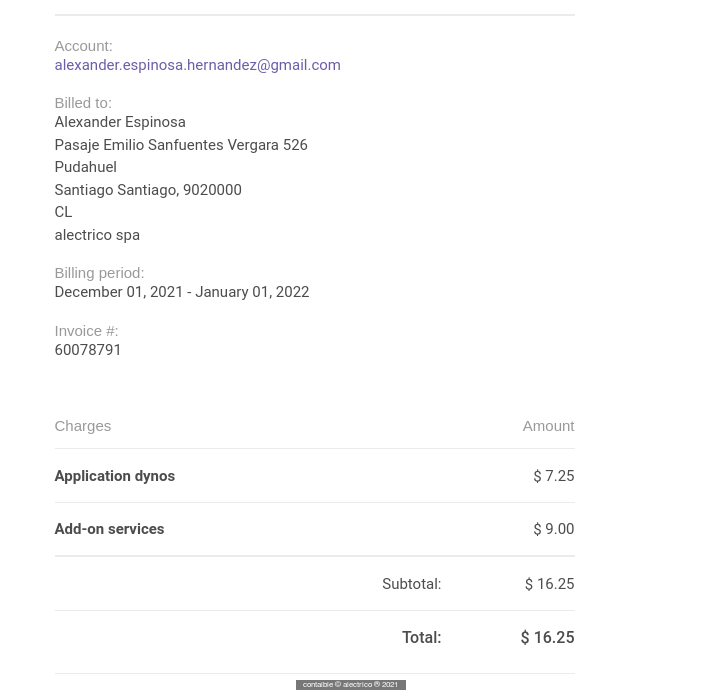 Account:
alexander.espinosa.hernandez@gmail.com
Billed to:
Alexander Espinosa
Pasaje Emilio Sanfuentes Vergara 526
Pudahuel
Santiago Santiago, 9020000
CL
alectrico spa
Billing period:
December 01, 2021 - January 01, 2022
Invoice #:
60078791
Charges Amount
Application dynos $ 7.25
Add-on services $ 9.00
Subtotal: $ 16.25
Total: $ 16.25
contaible © alectrico ® 2021